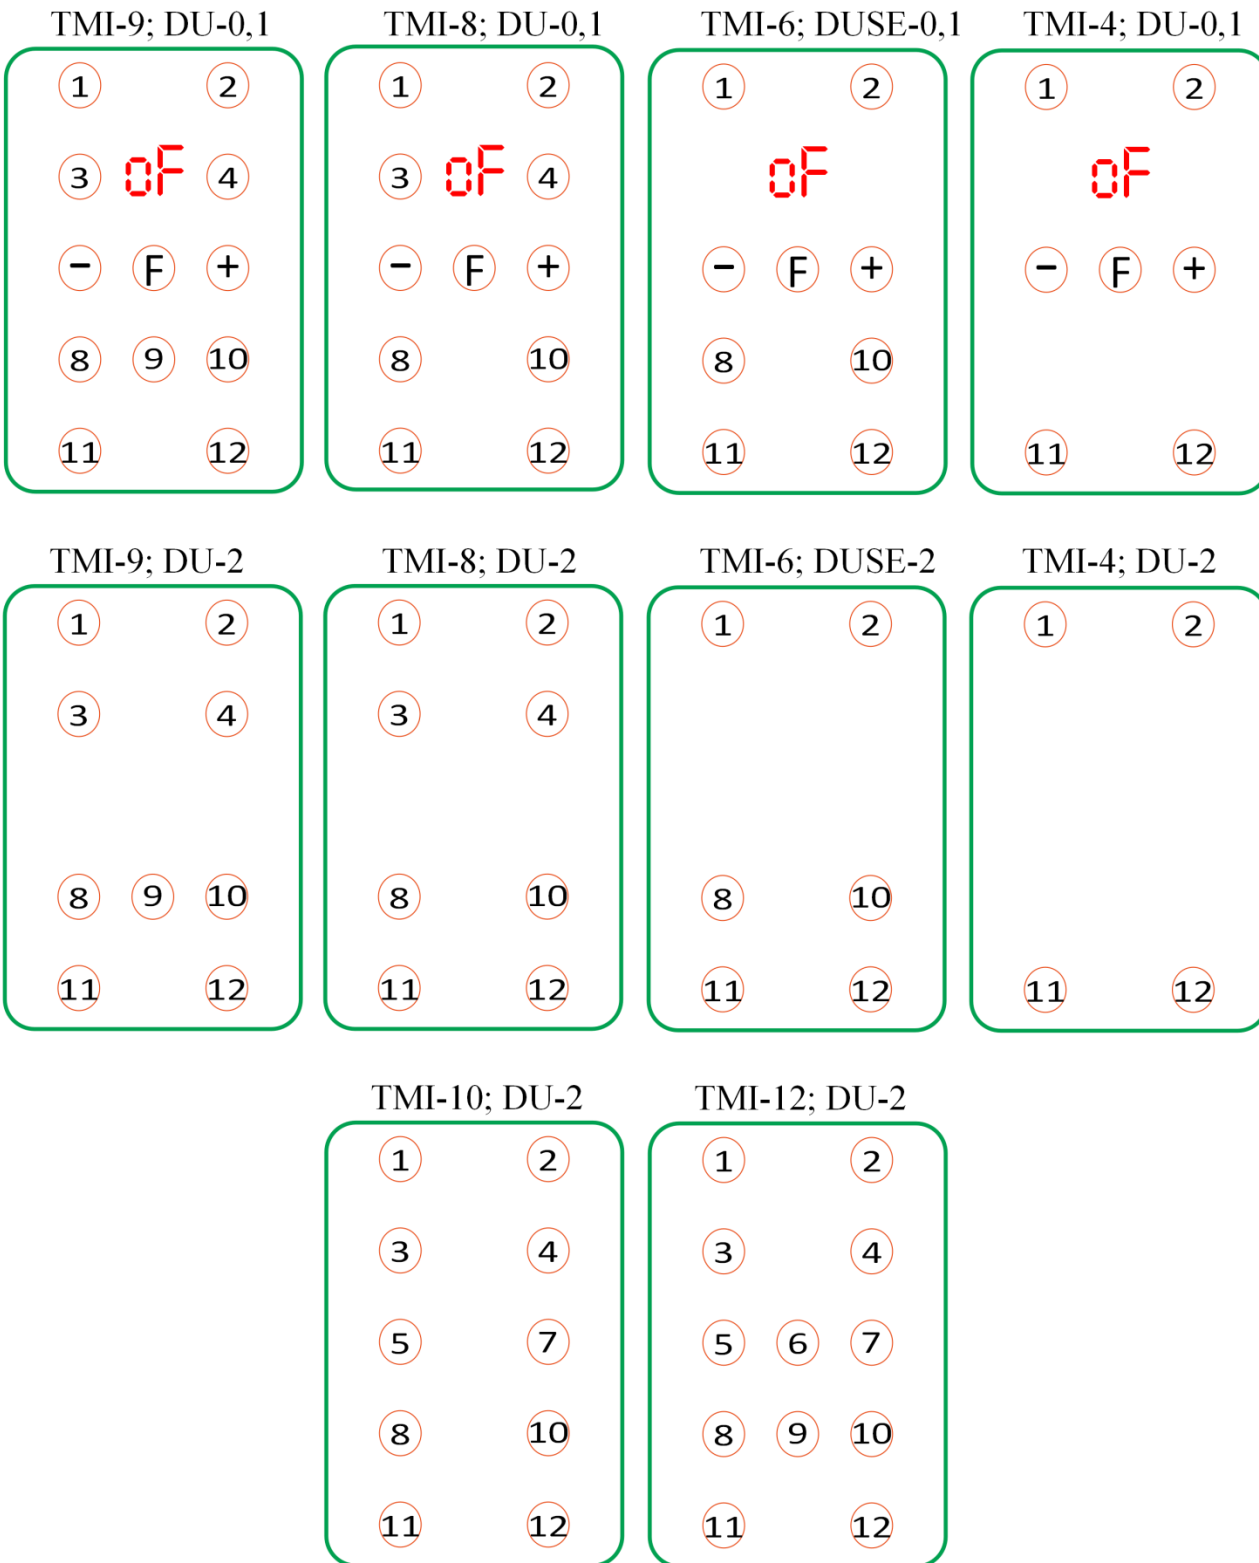 TMI-9; DU-0,1 TMI-8; DU-0,1 TMI-6; DUSE-0,1 TMI-4; DU-0,1
1 2 1 2 1 2 1 2
3 oF 4 3 oF 4 oF oF
- F + - F + - F + - F +
8 9 10 8 10 8 10
11 12 11 12 11 12 11 12
TMI-9; DU-2 TMI-8; DU-2 TMI-6; DUSE-2 TMI-4; DU-2
1 2 1 2 1 2 1 2
3 4 3 4
8 9 10 8 10 8 10
11 12 11 12 11 12 11 12
TMI-10; DU-2 TMI-12; DU-2
1 2 1 2
3 4 3 4
5 7 5 6 7
8 10 8 9 10
11 12 11 12